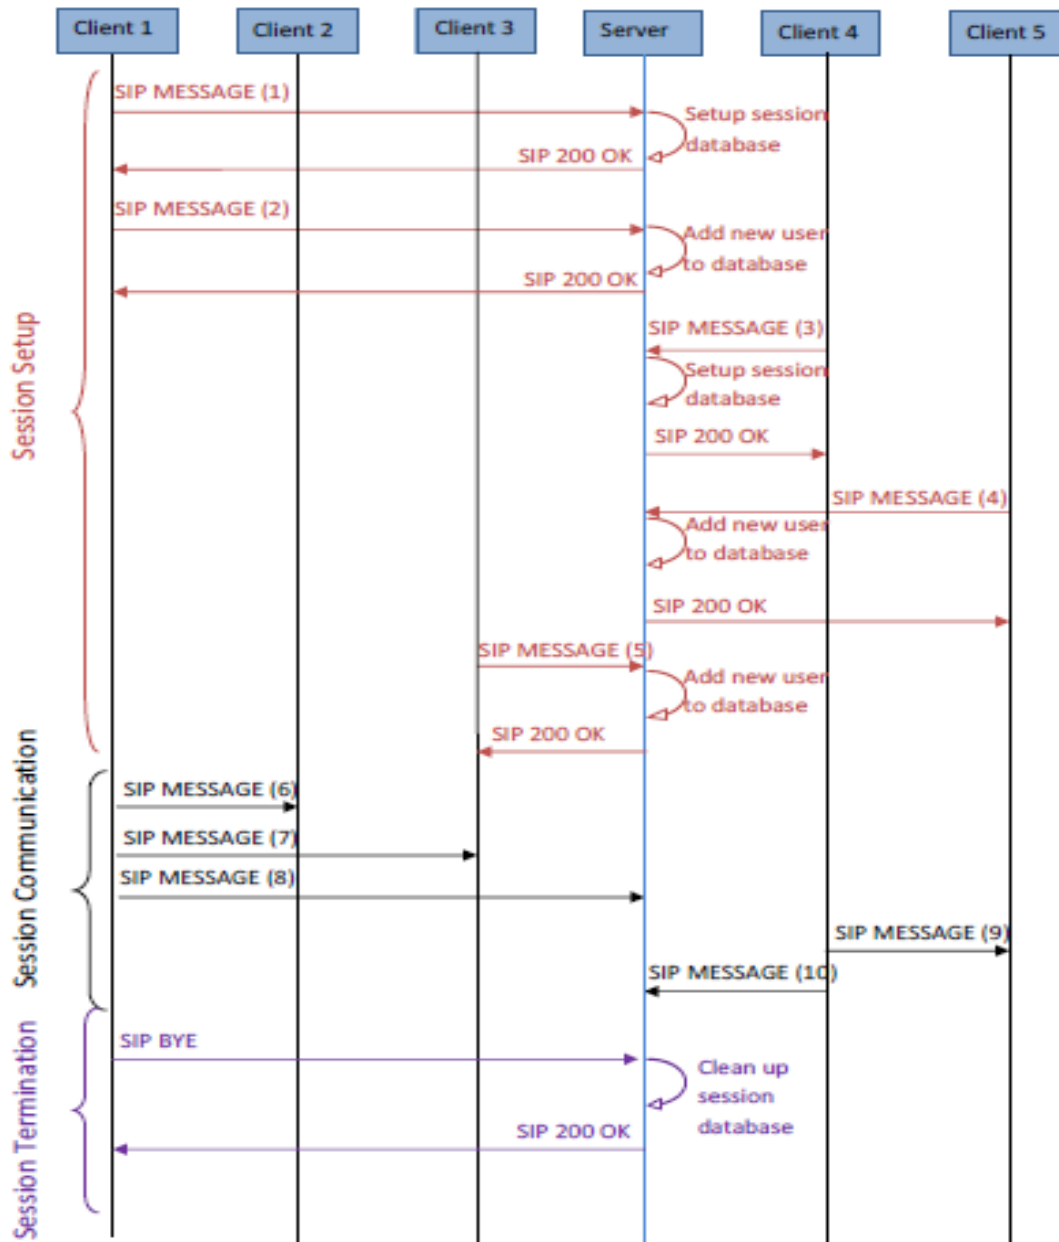 Client 1
Client 2
Client 3
Server
Client 4
Client 5
SIP MESSAGE (1)
Setup session
database
SIP 200 OK
SIP MESSAGE (2)
Add new user
to database
SIP 200 OK
SIP MESSAGE (3)
Setup session
database
SIP 200 OK
SIP MESSAGE (4)
Add new user
to database
SIP 200 OK
SIP MESSAGE (5)
Add new user
to database
SIP 200 OK
Session Setup
SIP MESSAGE (6)
SIP MESSAGE (7)
SIP MESSAGE (8)
SIP MESSAGE (9)
SIP MESSAGE (10)
Session Communication
SIP BYE
Clean up
session
database
SIP 200 OK
Session Termination